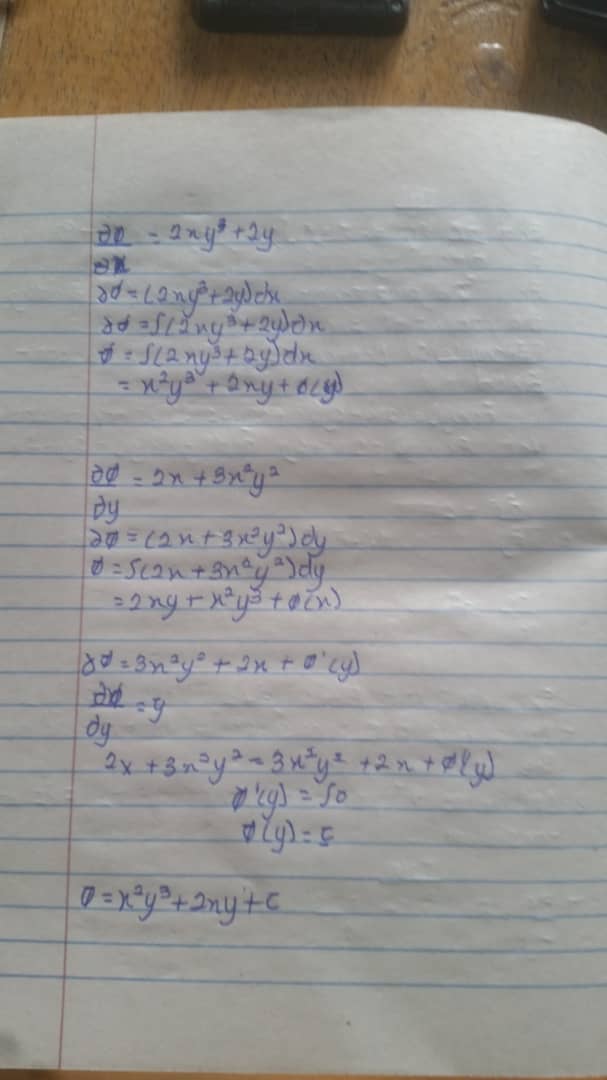 ∂Ø/∂x = 2xy³ + 2y
∂Ø = (2xy³ + 2y)dx
∂Ø = ∫(2xy³ + 2y)dx
Ø = ∫(2xy³ + 2y)dx
= x²y³ + 2xy + Ø(y)
∂Ø/∂y = 2x + 3x²y²
∂Ø = (2x + 3x²y²)dy
Ø = ∫(2x + 3x²y²)dy
= 2xy + x²y³ + Ø(x)
∂Ø = 3x²y² + 2x + Ø'(y)
∂Ø/∂y = y
2x + 3x²y² = 3x²y² + 2x + Ø'(y)
Ø'(y) = ∫0
Ø(y) = c
Ø = x²y³ + 2xy + c